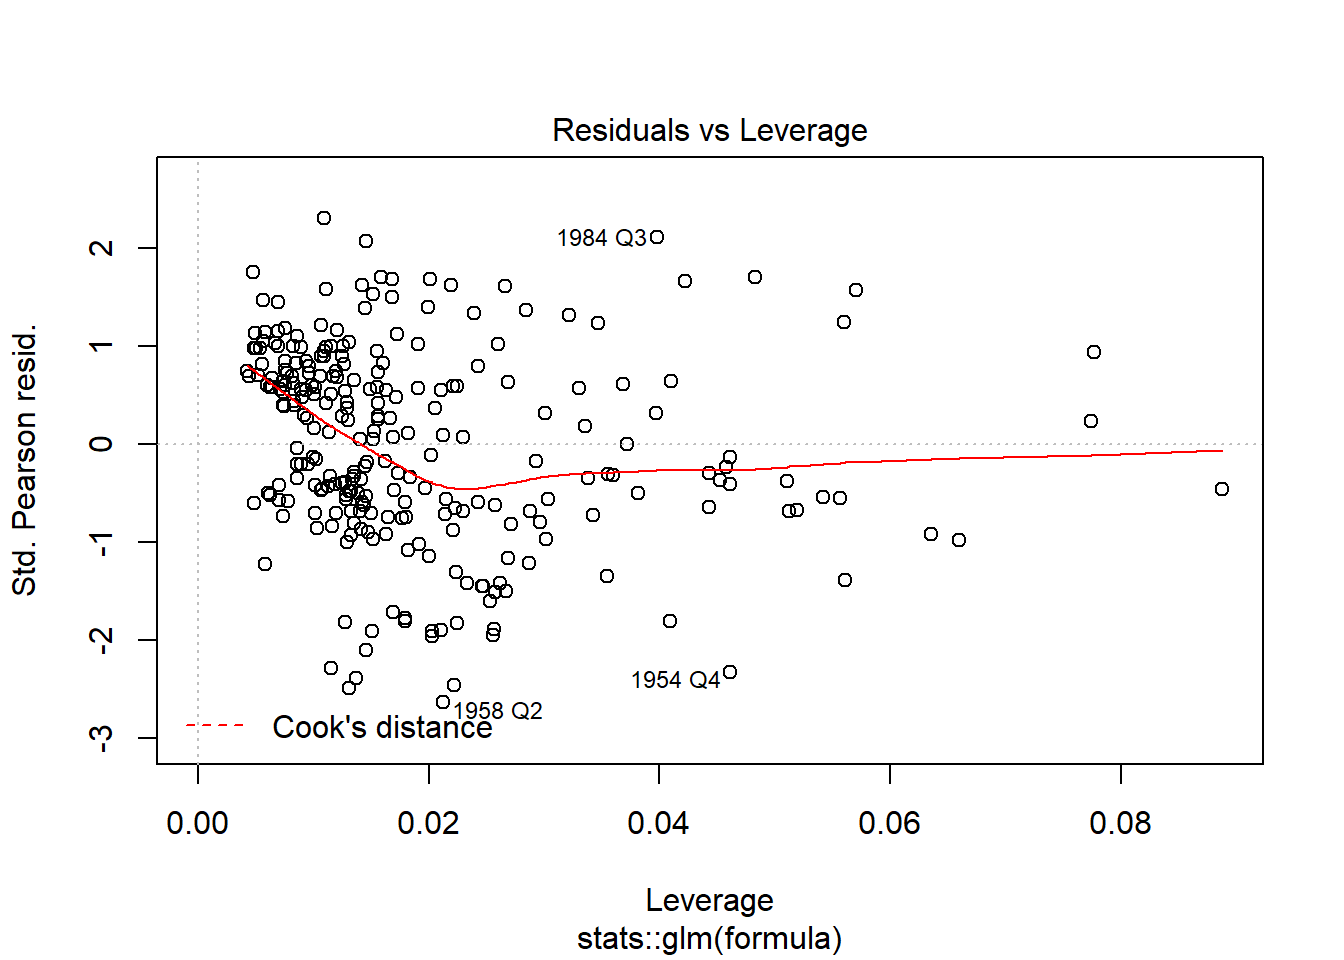 Residuals vs Leverage
Std. Pearson resid.
2
1
0
-1
-2
-3
1984 Q3
1954 Q4
1958 Q2
Cook's distance
0.00 0.02 0.04 0.06 0.08
Leverage
stats::glm(formula)